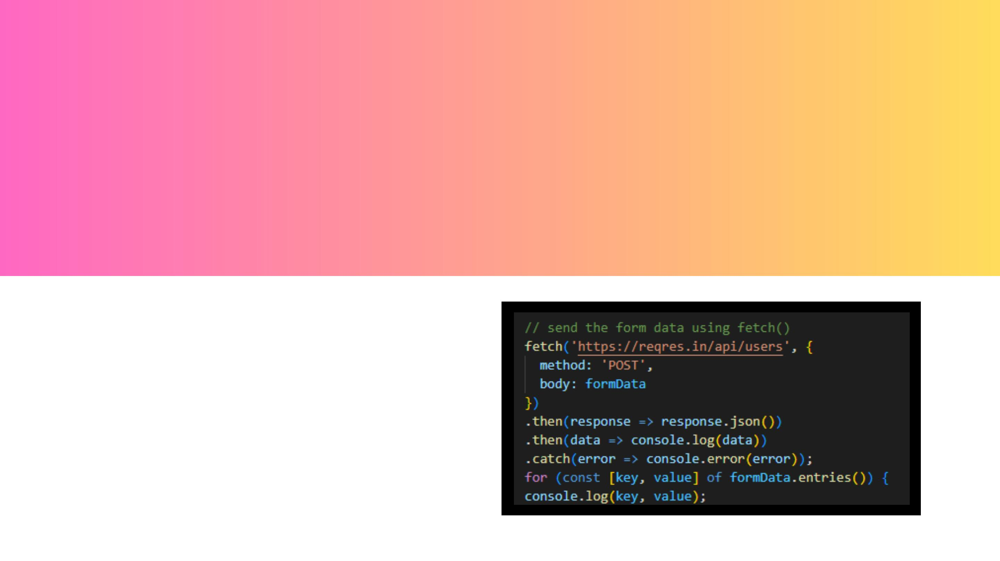 // send the form data using fetch()
fetch('https://reqres.in/api/users', {
  method: 'POST',
  body: formData
})
.then(response => response.json())
.then(data => console.log(data))
.catch(error => console.error(error));
for (const [key, value] of formData.entries()) {
console.log(key, value);